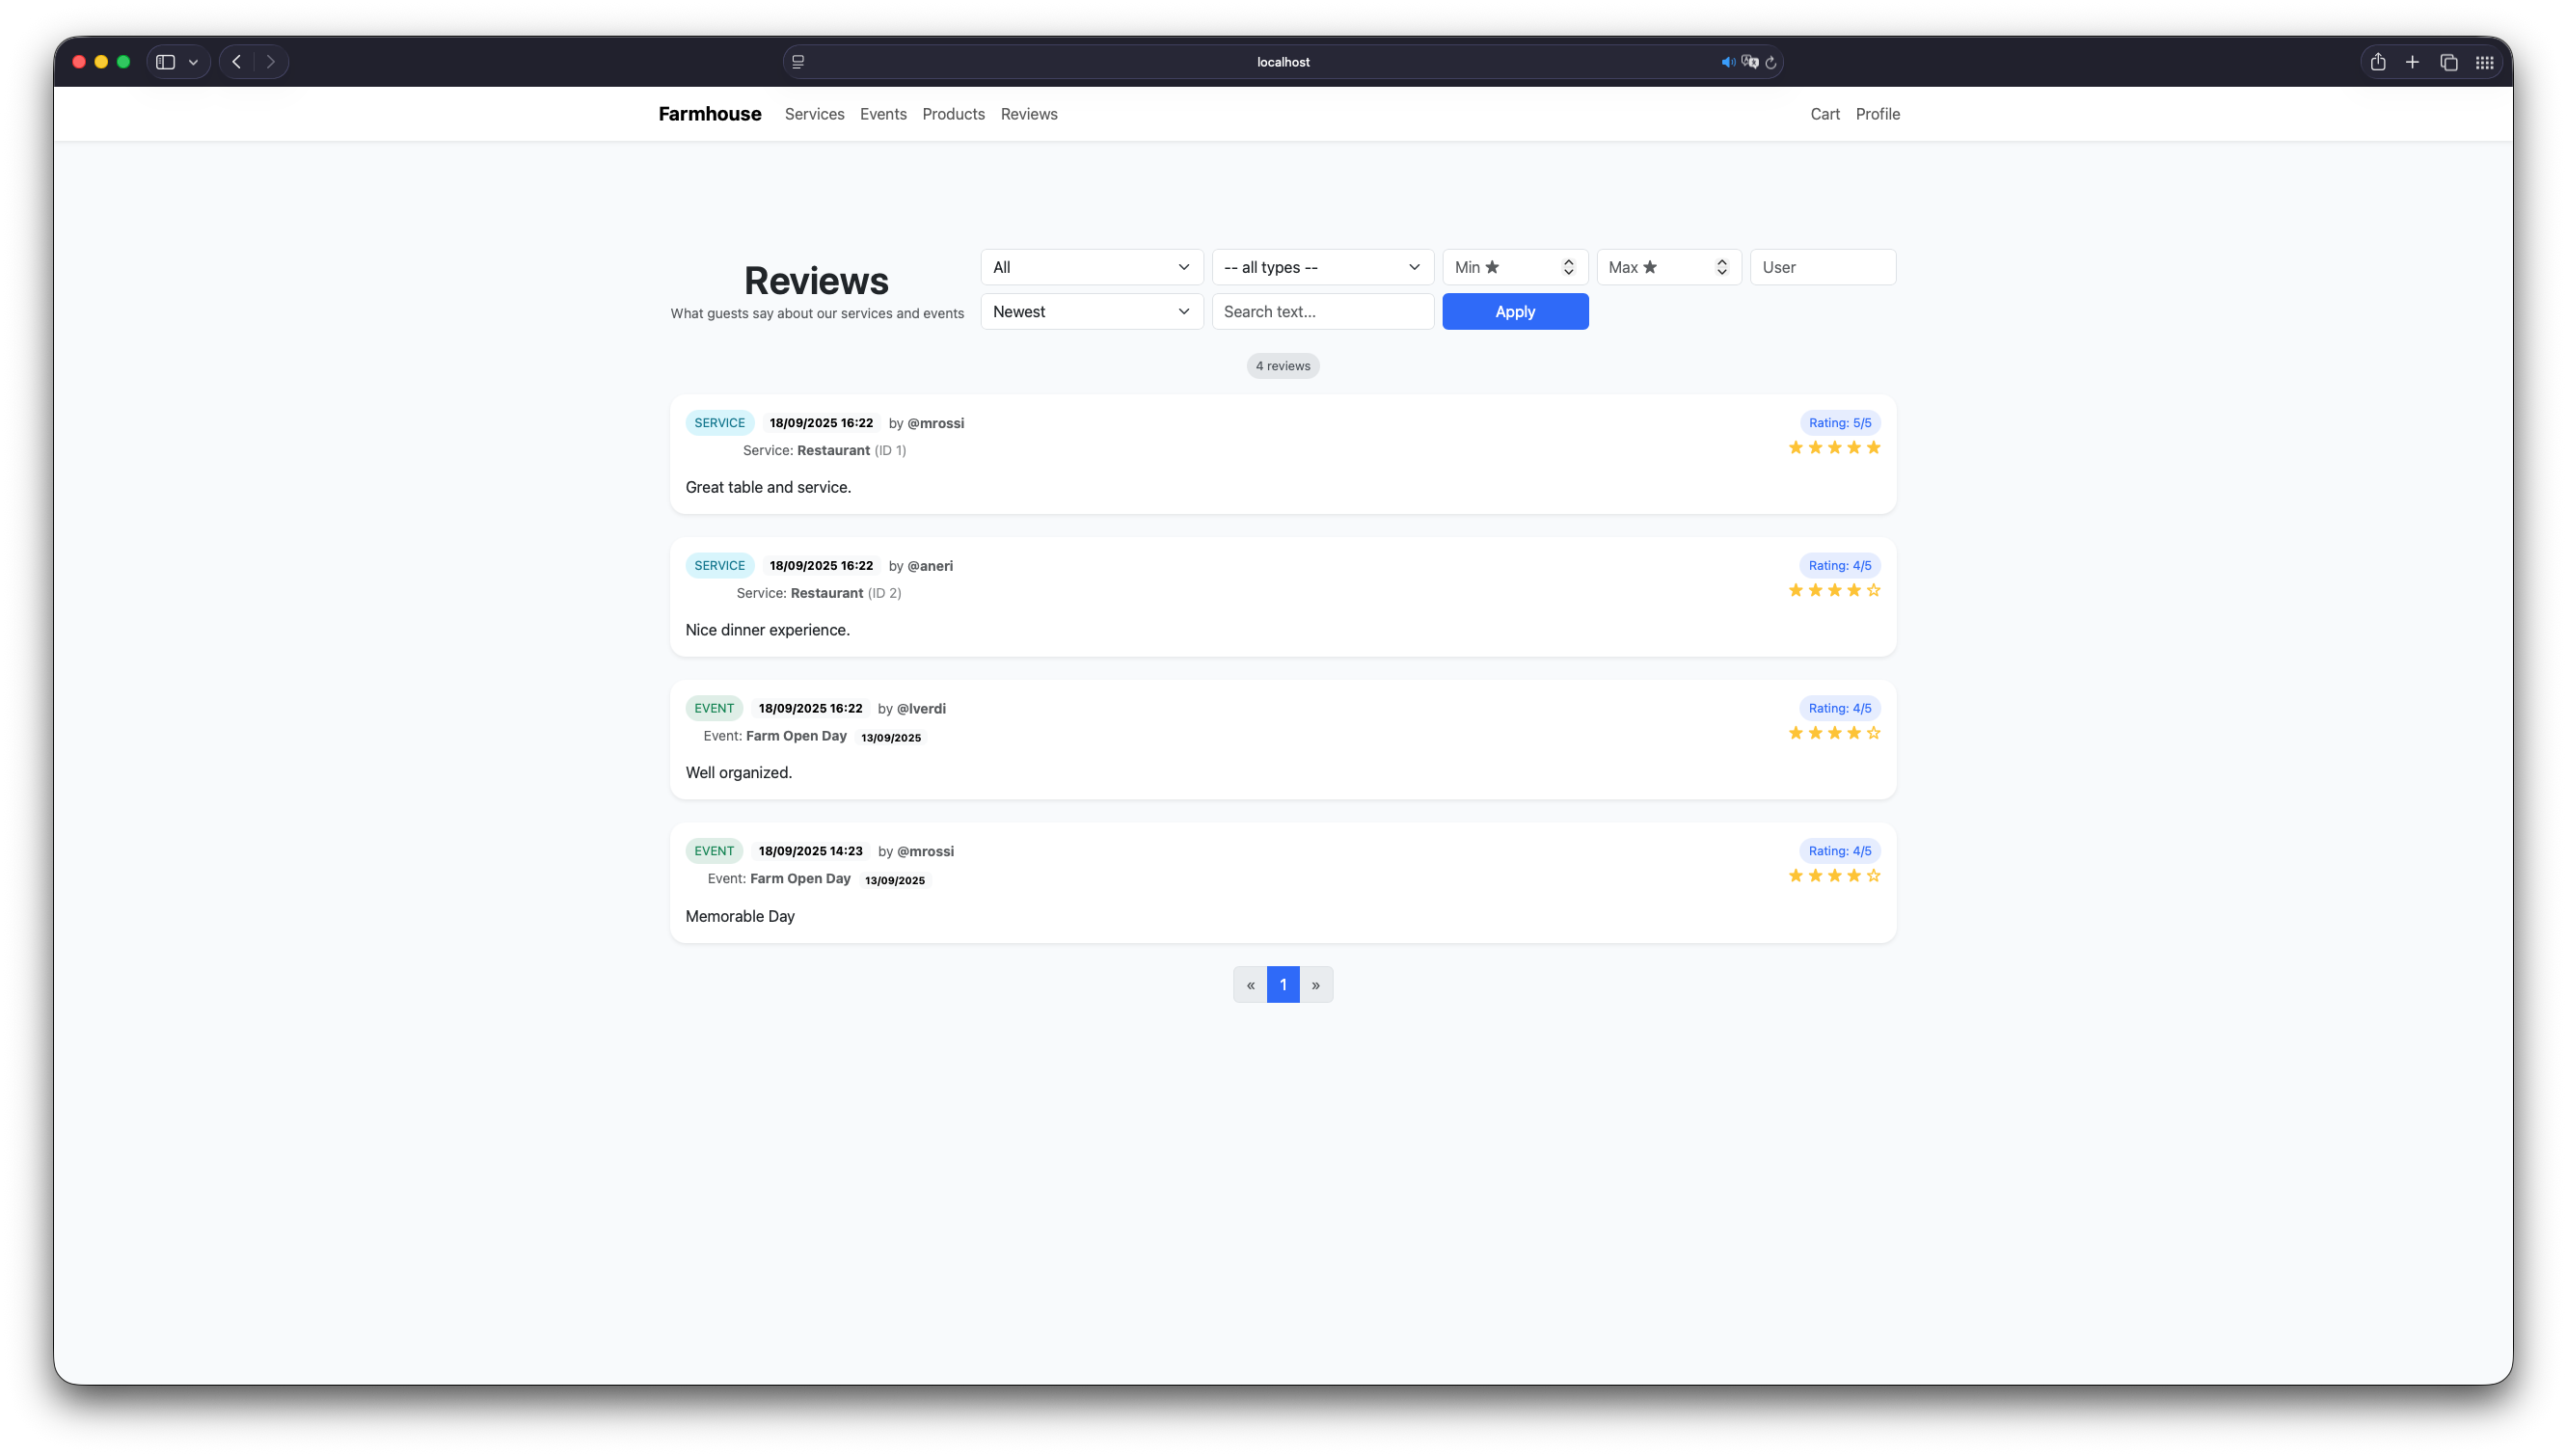 localhost
Farmhouse Services Events Products Reviews Cart Profile
Reviews
What guests say about our services and events
All -- all types -- Min ★ Max ★ User
Newest Search text... Apply
4 reviews
SERVICE 18/09/2025 16:22 by @mrossi Rating: 5/5
Service: Restaurant (ID 1)
Great table and service.
SERVICE 18/09/2025 16:22 by @aneri Rating: 4/5
Service: Restaurant (ID 2)
Nice dinner experience.
EVENT 18/09/2025 16:22 by @lverdi Rating: 4/5
Event: Farm Open Day 13/09/2025
Well organized.
EVENT 18/09/2025 14:23 by @mrossi Rating: 4/5
Event: Farm Open Day 13/09/2025
Memorable Day
« 1 »